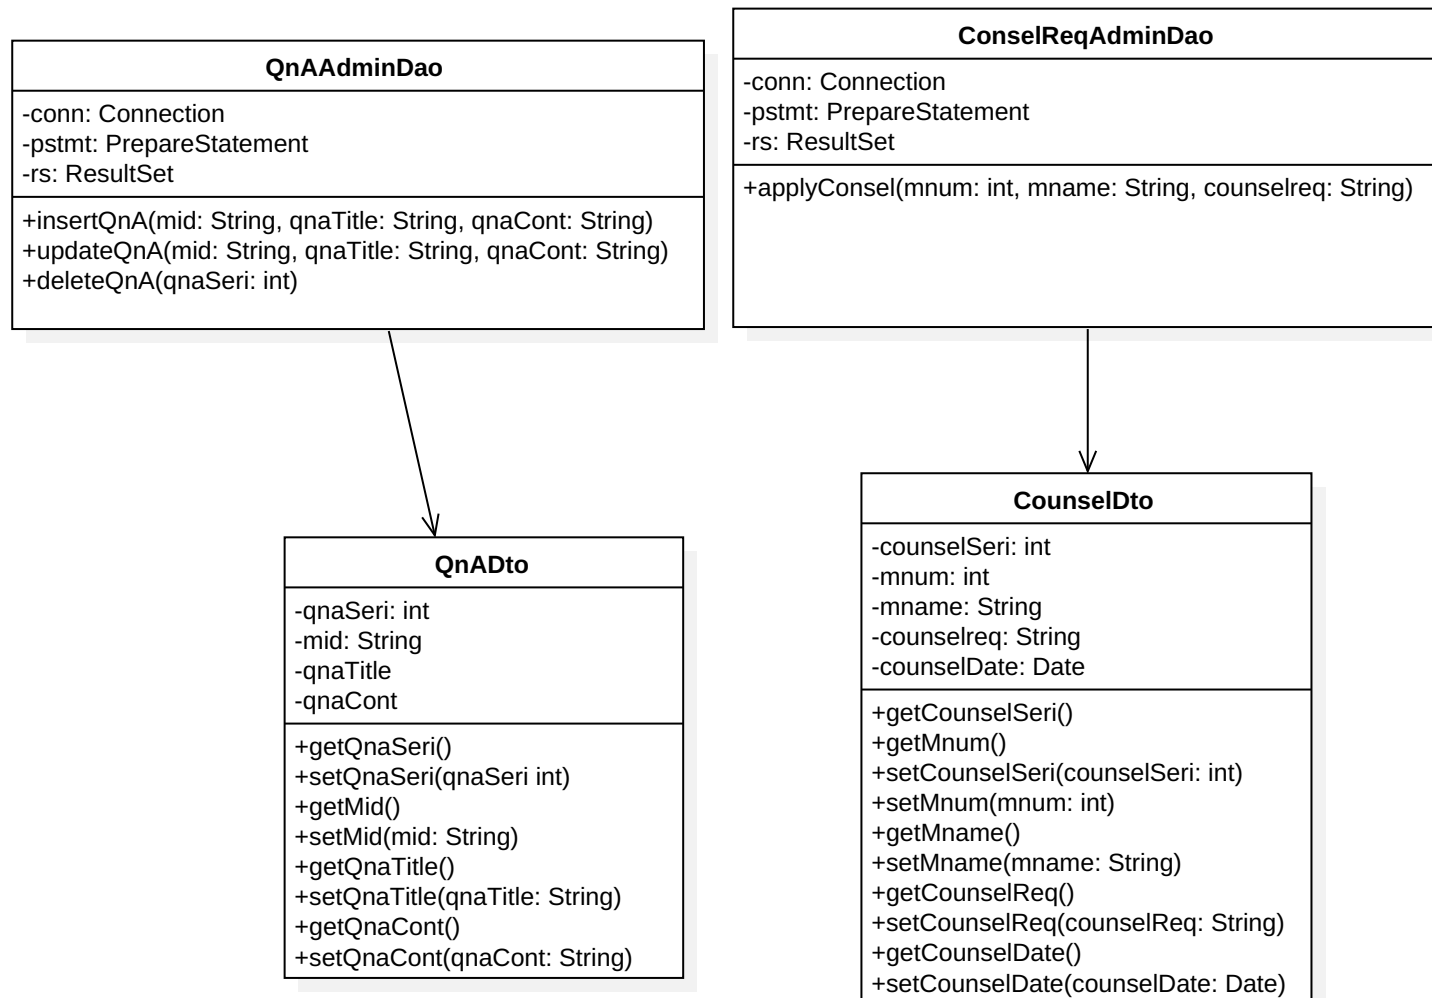 QnAAdminDao
-conn: Connection
-pstmt: PrepareStatement
-rs: ResultSet
+insertQnA(mid: String, qnaTitle: String, qnaCont: String)
+updateQnA(mid: String, qnaTitle: String, qnaCont: String)
+deleteQnA(qnaSeri: int)
ConselReqAdminDao
-conn: Connection
-pstmt: PrepareStatement
-rs: ResultSet
+applyConsel(mnum: int, mname: String, counselreq: String)
QnADto
-qnaSeri: int
-mid: String
-qnaTitle
-qnaCont
+getQnaSeri()
+setQnaSeri(qnaSeri int)
+getMid()
+setMid(mid: String)
+getQnaTitle()
+setQnaTitle(qnaTitle: String)
+getQnaCont()
+setQnaCont(qnaCont: String)
CounselDto
-counselSeri: int
-mnum: int
-mname: String
-counselreq: String
-counselDate: Date
+getCounselSeri()
+getMnum()
+setCounselSeri(counselSeri: int)
+setMnum(mnum: int)
+getMname()
+setMname(mname: String)
+getCounselReq()
+setCounselReq(counselReq: String)
+getCounselDate()
+setCounselDate(counselDate: Date)